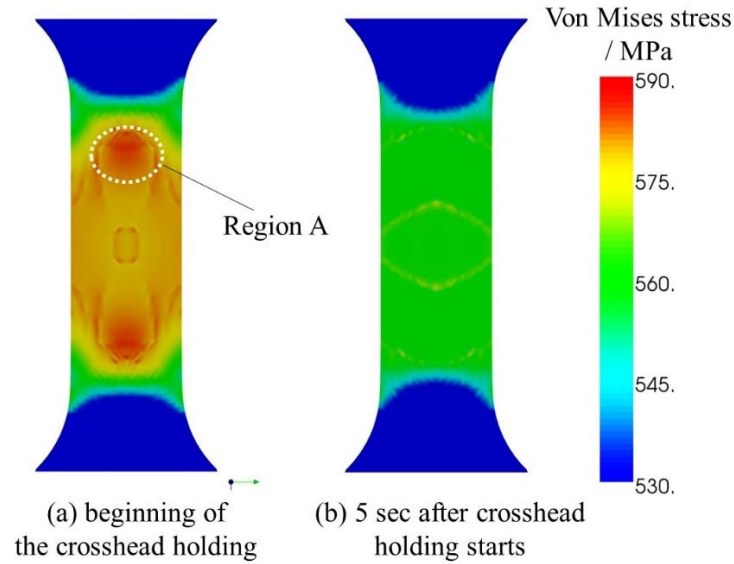 Von Mises stress
/ MPa
590.
575.
560.
545.
530.
Region A
(a) beginning of
the crosshead holding
(b) 5 sec after crosshead
holding starts